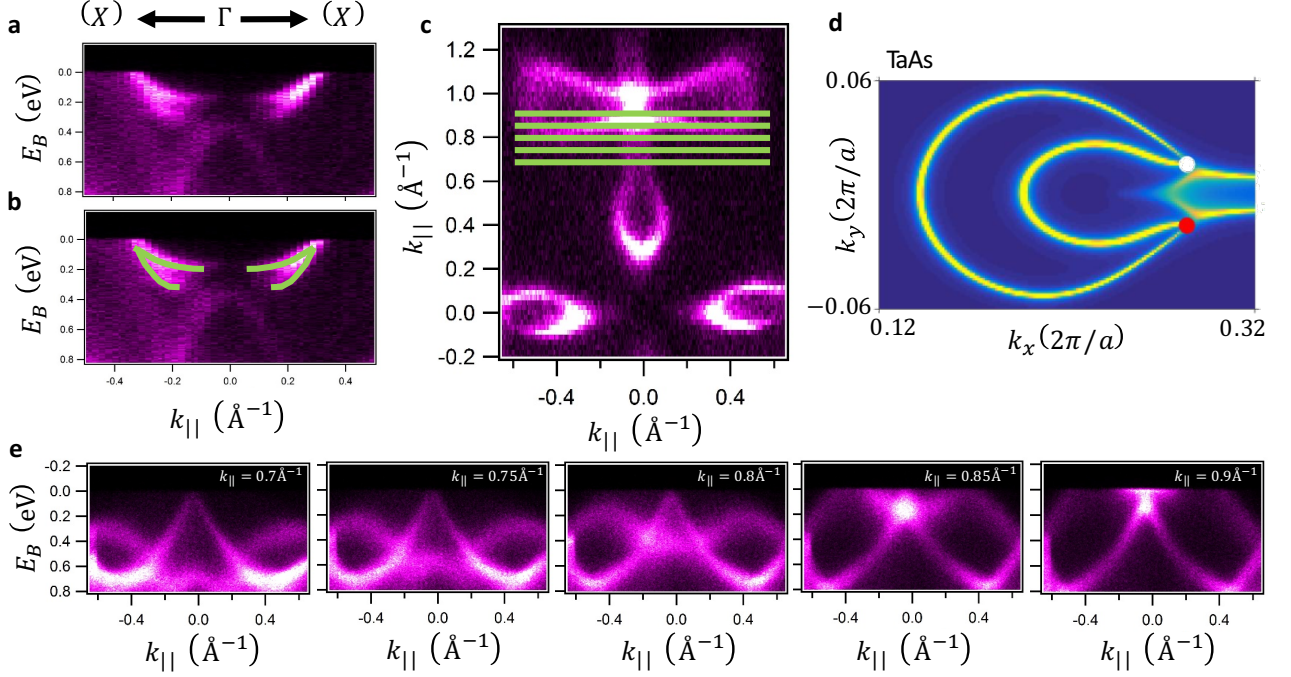 a
(X) Γ (X)
0.0
0.2
0.4
0.6
0.8
E_B (eV)
b
0.0
0.2
0.4
0.6
0.8
E_B (eV)
-0.4 -0.2 0.0 0.2 0.4
k_|| (Å⁻¹)
c
1.2
1.0
0.8
0.6
0.4
0.2
0.0
-0.2
k_|| (Å⁻¹)
-0.4 0.0 0.4
k_|| (Å⁻¹)
d
TaAs
0.06
-0.06
k_y(2π/a)
0.12 0.32
k_x(2π/a)
e
-0.2
0.0
0.2
0.4
0.6
0.8
E_B (eV)
k_|| = 0.7Å⁻¹
k_|| = 0.75Å⁻¹
k_|| = 0.8Å⁻¹
k_|| = 0.85Å⁻¹
k_|| = 0.9Å⁻¹
-0.4 0.0 0.4
-0.4 0.0 0.4
-0.4 0.0 0.4
-0.4 0.0 0.4
-0.4 0.0 0.4
k_|| (Å⁻¹)
k_|| (Å⁻¹)
k_|| (Å⁻¹)
k_|| (Å⁻¹)
k_|| (Å⁻¹)